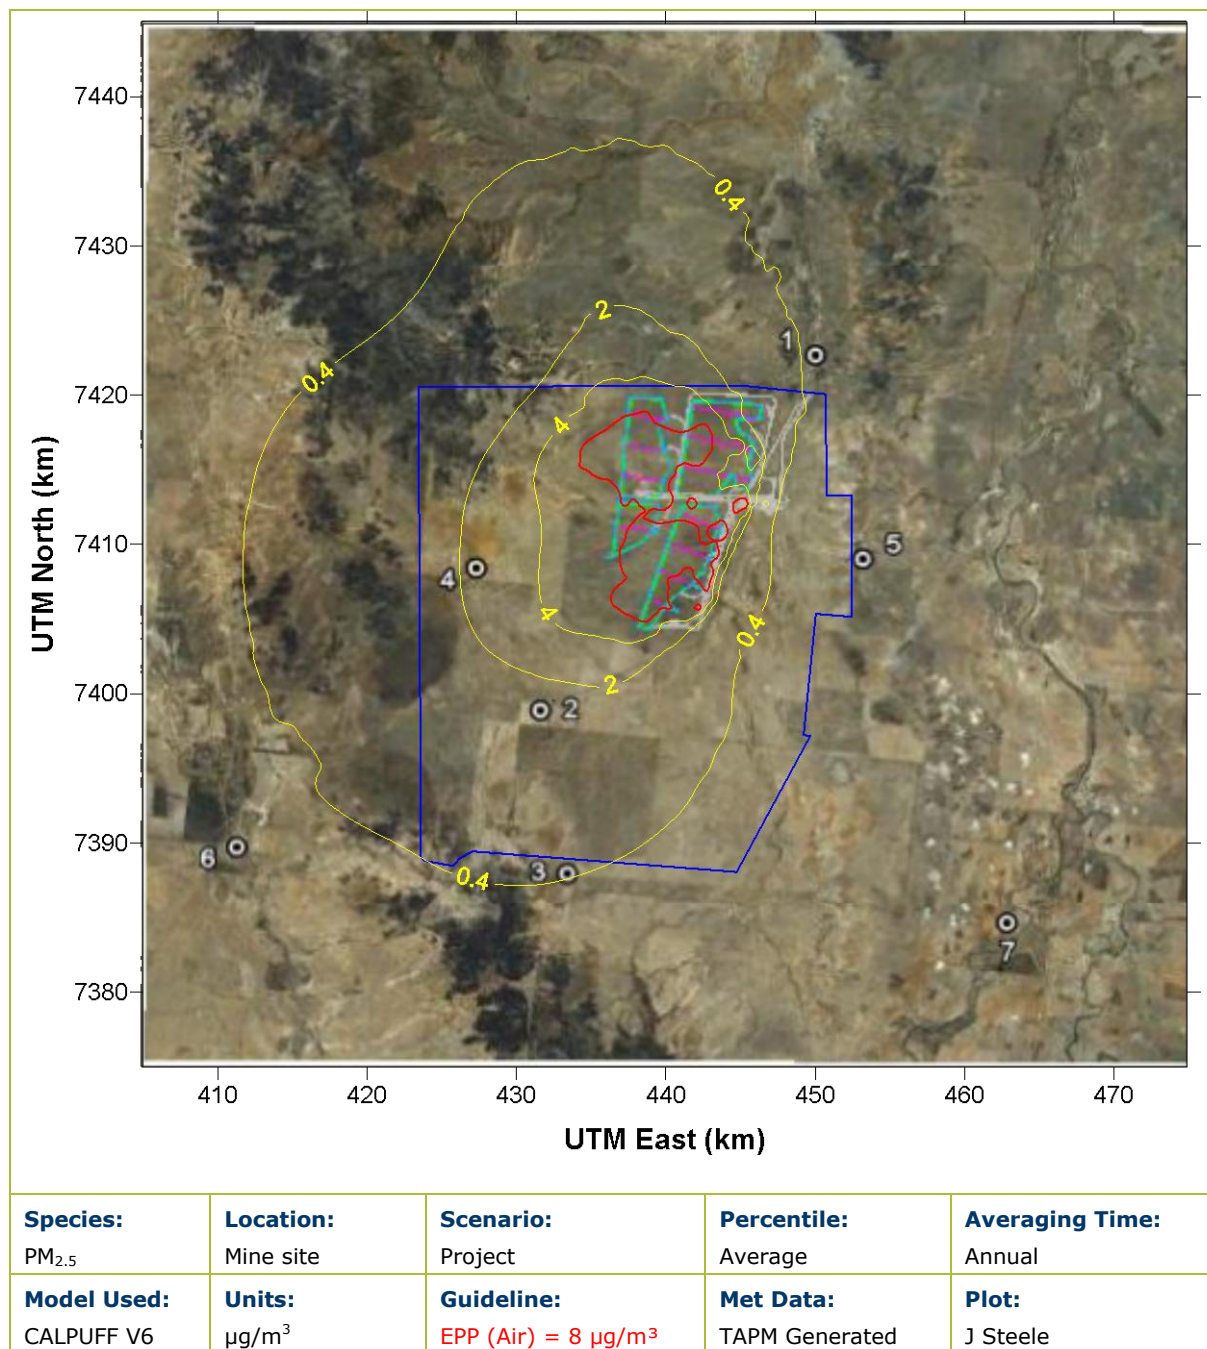 7440
7430
7420
7410
7400
7390
7380
UTM North (km)
0.4
2
1
0.4
4
5
4
4
0.4
2
2
6
3
0.4
7
410
420
430
440
450
460
470
UTM East (km)
Species:
PM2.5
Location:
Mine site
Scenario:
Project
Percentile:
Average
Averaging Time:
Annual
Model Used:
CALPUFF V6
Units:
µg/m³
Guideline:
EPP (Air) = 8 µg/m³
Met Data:
TAPM Generated
Plot:
J Steele